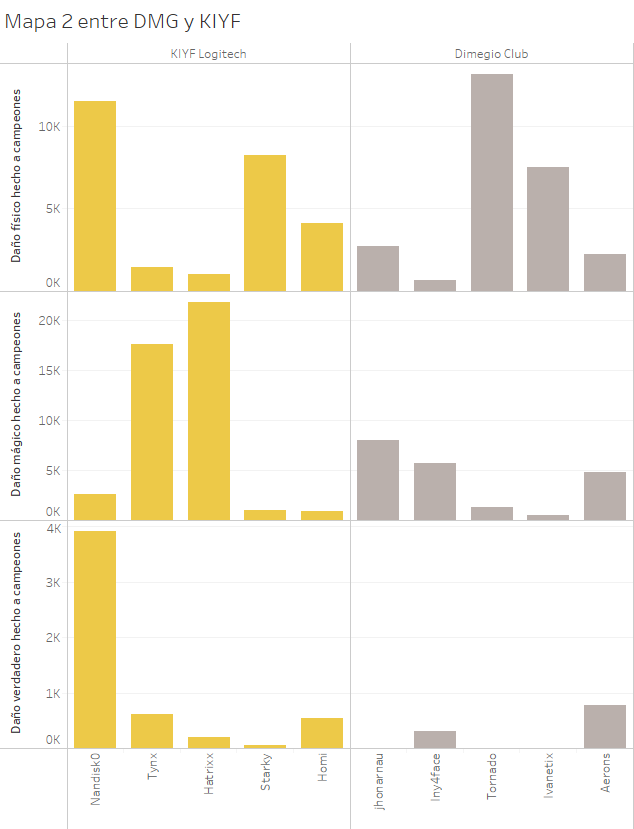 Mapa 2 entre DMG y KIYF
KIYF Logitech
Dimegio Club
Daño físico hecho a campeones
10K
5K
0K
Daño mágico hecho a campeones
20K
15K
10K
5K
0K
Daño verdadero hecho a campeones
4K
3K
2K
1K
0K
Nandisk0
Tynx
Hatrixx
Starky
Homi
jhonarnau
Iny4face
Tornado
Ivanetix
Aerons